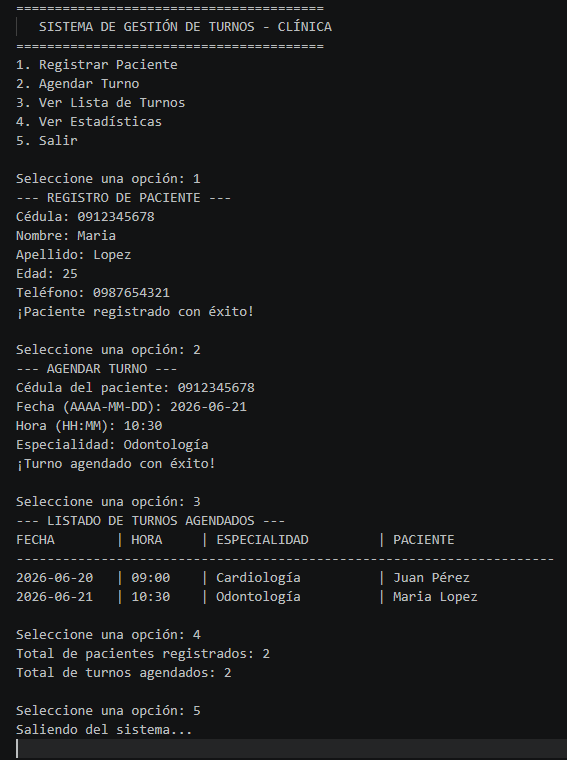 ========================================
SISTEMA DE GESTIÓN DE TURNOS - CLÍNICA
========================================
1. Registrar Paciente
2. Agendar Turno
3. Ver Lista de Turnos
4. Ver Estadísticas
5. Salir
Seleccione una opción: 1
--- REGISTRO DE PACIENTE ---
Cédula: 0912345678
Nombre: Maria
Apellido: Lopez
Edad: 25
Teléfono: 0987654321
¡Paciente registrado con éxito!
Seleccione una opción: 2
--- AGENDAR TURNO ---
Cédula del paciente: 0912345678
Fecha (AAAA-MM-DD): 2026-06-21
Hora (HH:MM): 10:30
Especialidad: Odontología
¡Turno agendado con éxito!
Seleccione una opción: 3
--- LISTADO DE TURNOS AGENDADOS ---
FECHA | HORA | ESPECIALIDAD | PACIENTE
----------------------------------------------------------------------
2026-06-20 | 09:00 | Cardiología | Juan Pérez
2026-06-21 | 10:30 | Odontología | Maria Lopez
Seleccione una opción: 4
Total de pacientes registrados: 2
Total de turnos agendados: 2
Seleccione una opción: 5
Saliendo del sistema...